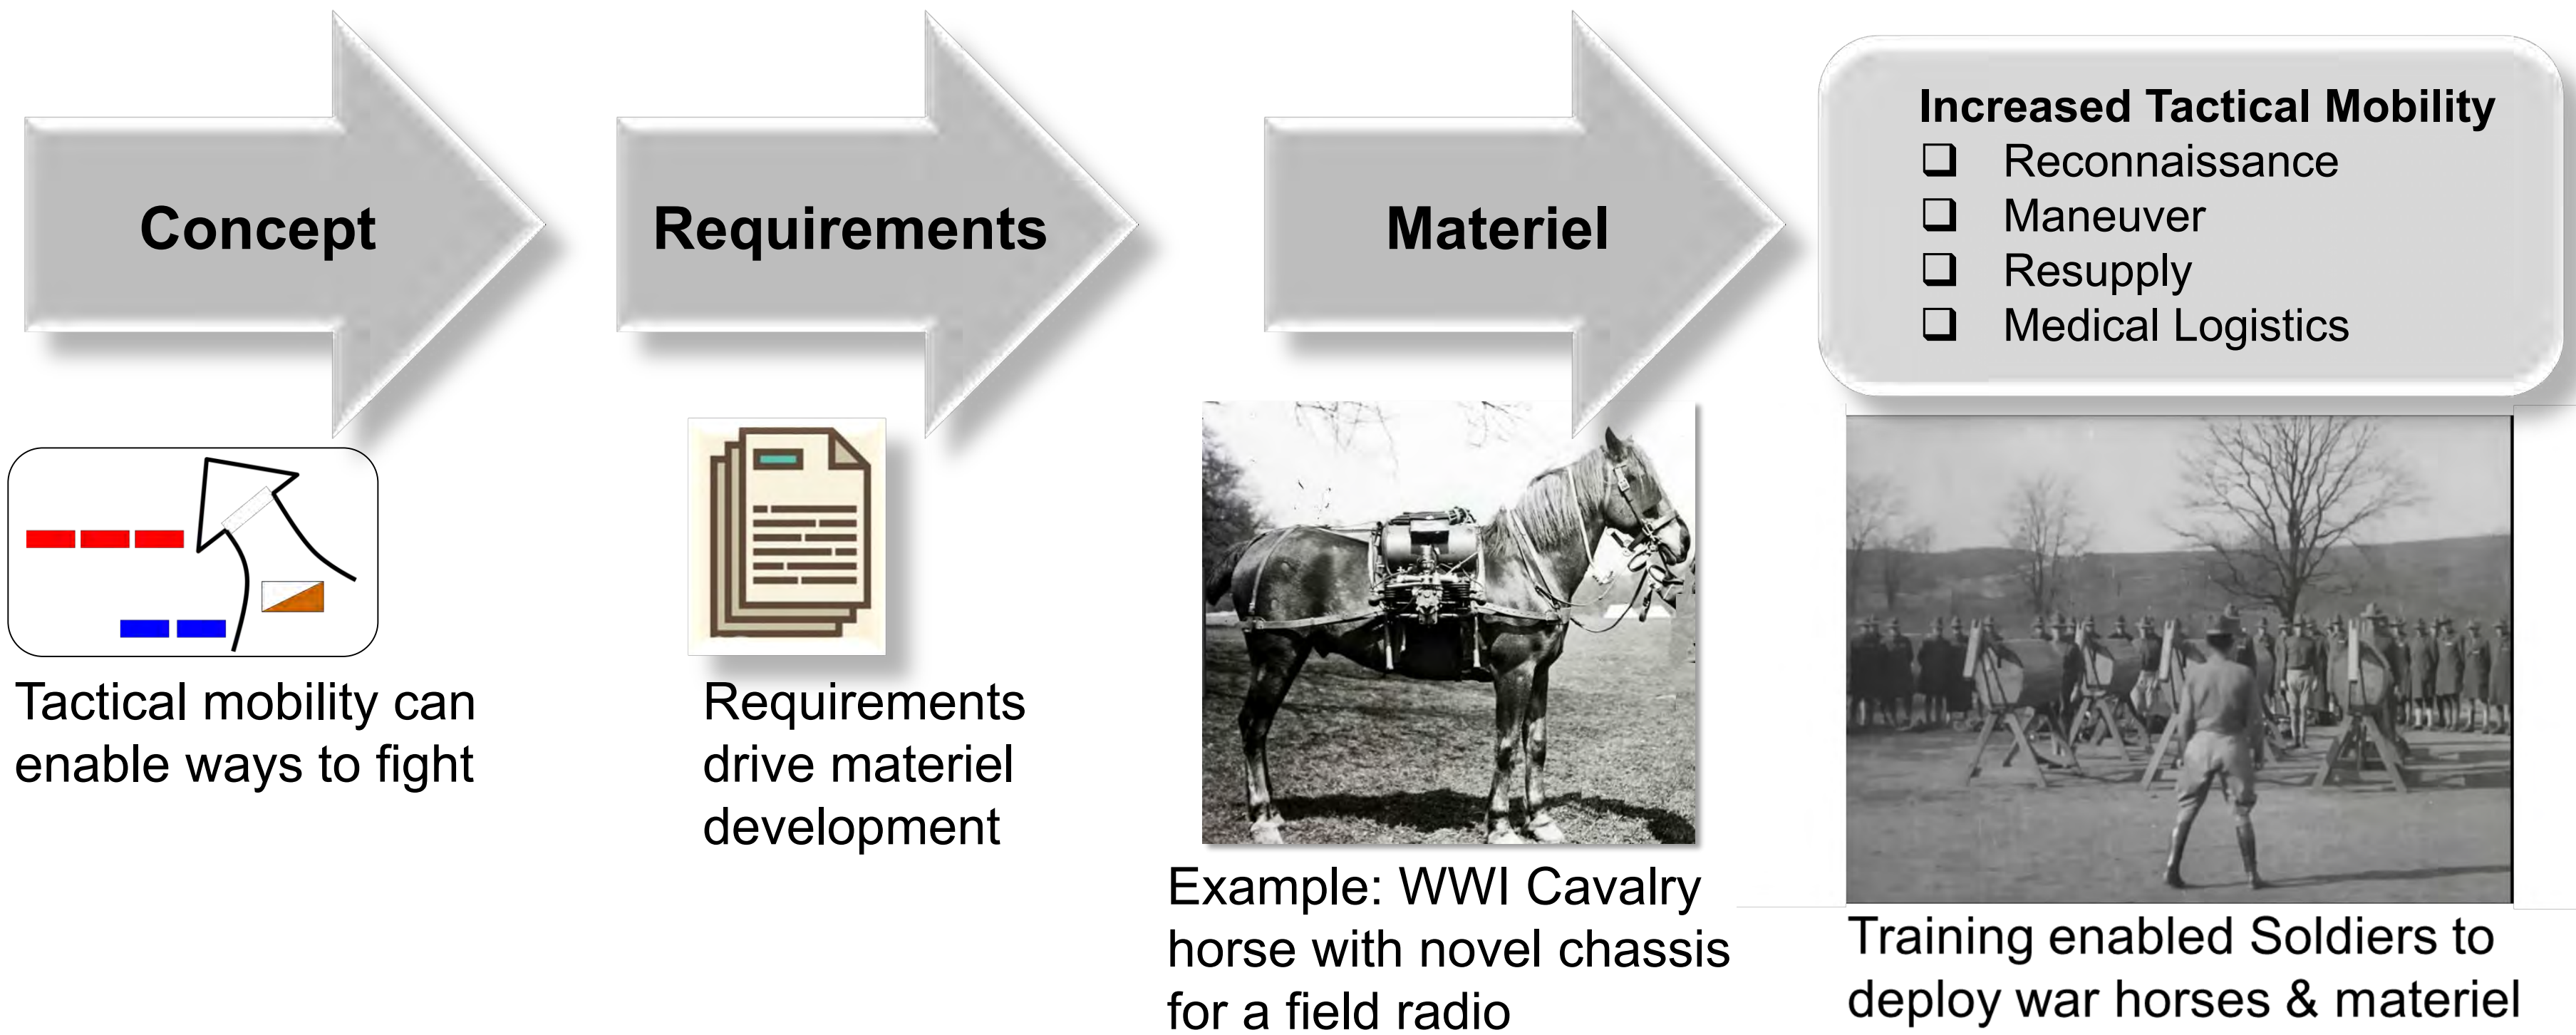 Concept
Requirements
Materiel
Increased Tactical Mobility
❑ Reconnaissance
❑ Maneuver
❑ Resupply
❑ Medical Logistics
Tactical mobility can
enable ways to fight
Requirements
drive materiel
development
Example: WWI Cavalry
horse with novel chassis
for a field radio
Training enabled Soldiers to
deploy war horses & materiel